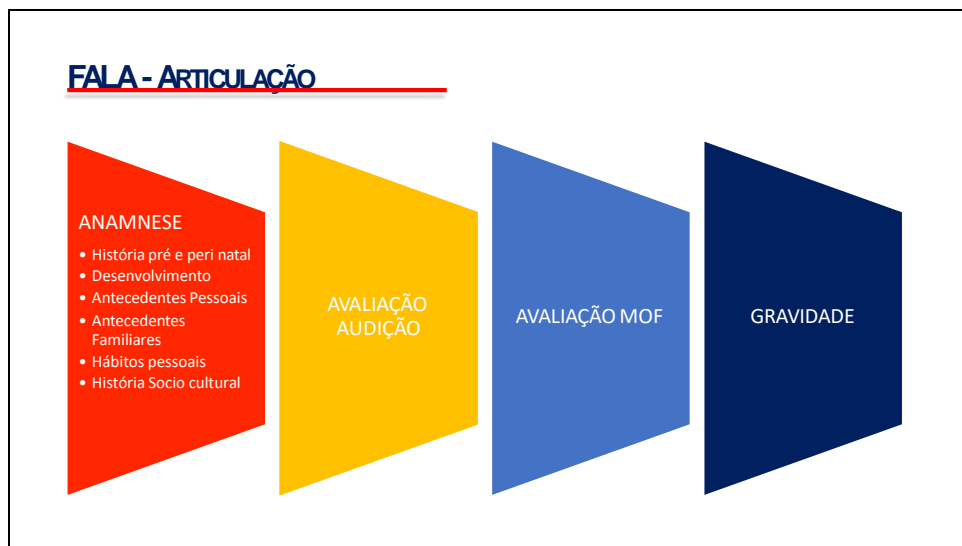 FALA - ARTICULAÇÃO
ANAMNESE
• História pré e peri natal
• Desenvolvimento
• Antecedentes Pessoais
• Antecedentes
Familiares
• Hábitos pessoais
• História Socio cultural
AVALIAÇÃO
AUDIÇÃO
AVALIAÇÃO MOF
GRAVIDADE